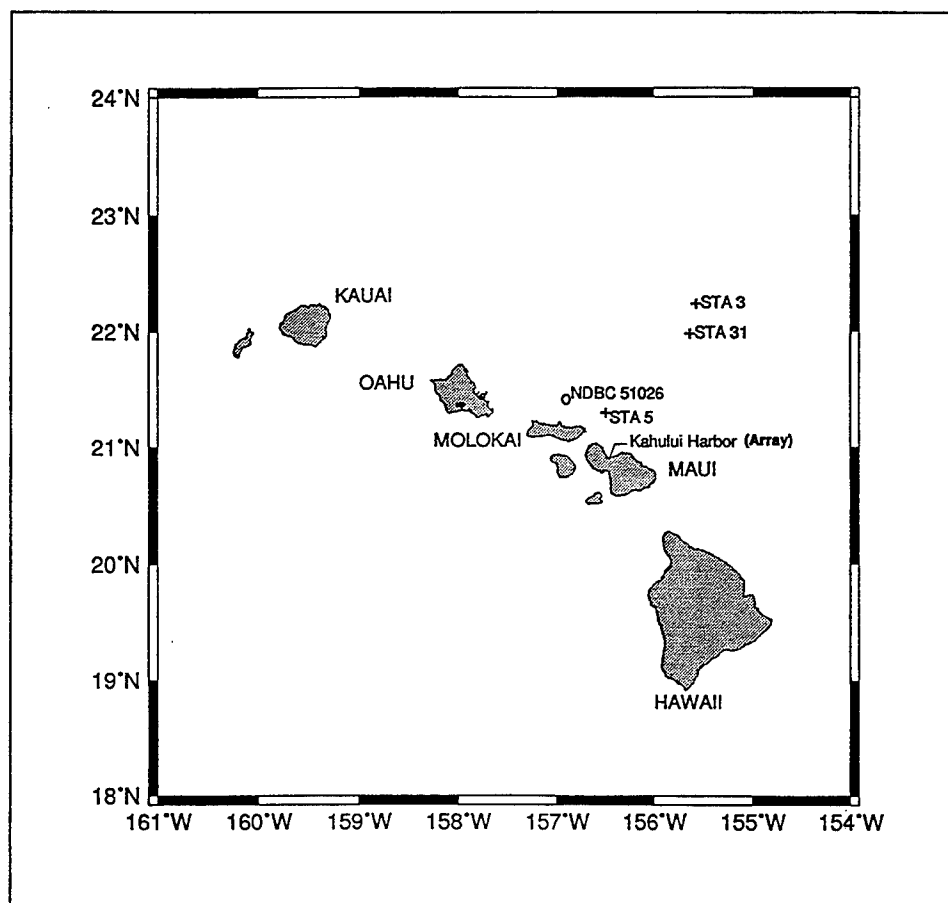 24°N
23°N
KAUAI
+STA 3
22°N
+STA 31
OAHU
NDBC 51026
+STA 5
21°N
MOLOKAI
Kahului Harbor (Array)
MAUI
20°N
19°N
HAWAII
18°N
161°W 160°W 159°W 158°W 157°W 156°W 155°W 154°W